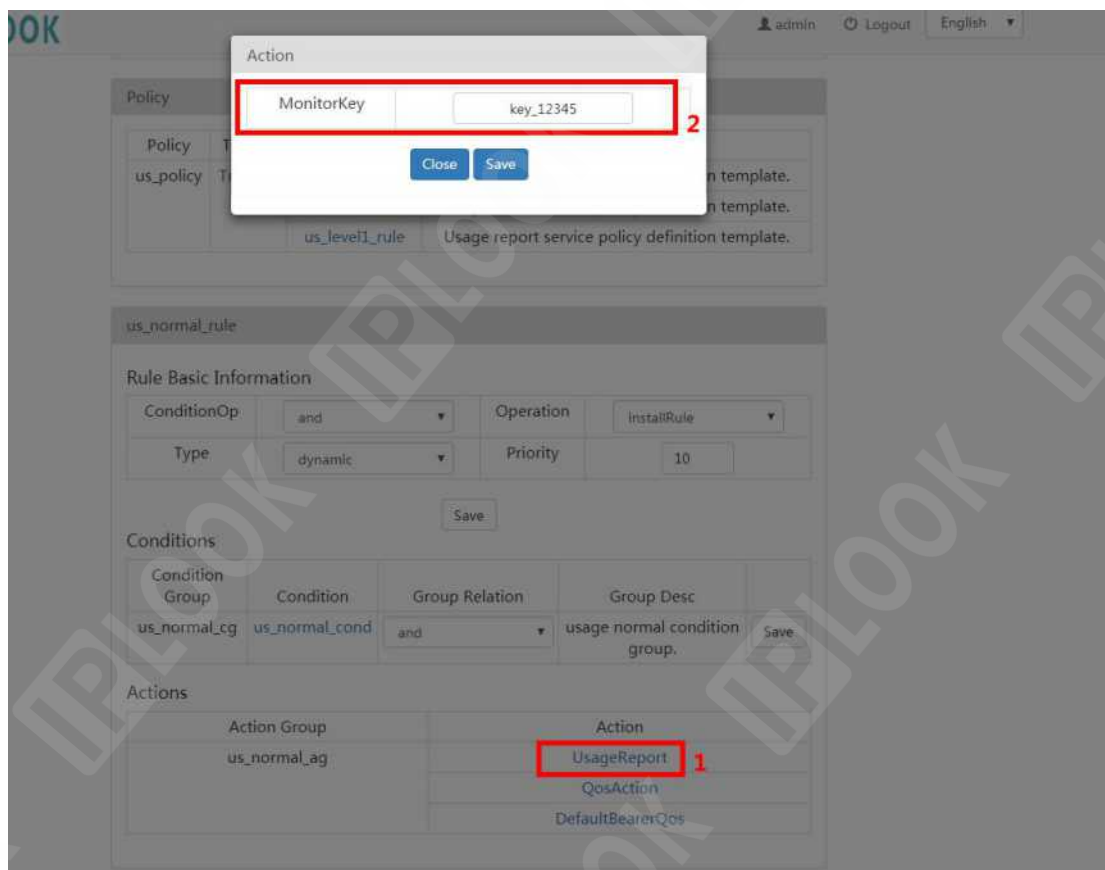 OOK
admin Logout English
Action
Policy
MonitorKey key_12345
2
Policy T
Close Save
us_policy T n template.
n template.
us_level1_rule Usage report service policy definition template.
us_normal_rule
Rule Basic Information
ConditionOp and Operation InstallRule
Type dynamic Priority 10
Save
Conditions
Condition
Group Condition Group Relation Group Desc
us_normal_cg us_normal_cond and usage normal condition Save
group.
Actions
Action Group Action
us_normal_ag UsageReport 1
QosAction
DefaultBearerQos
IPLOOK
IPLOOK
IPLOOK